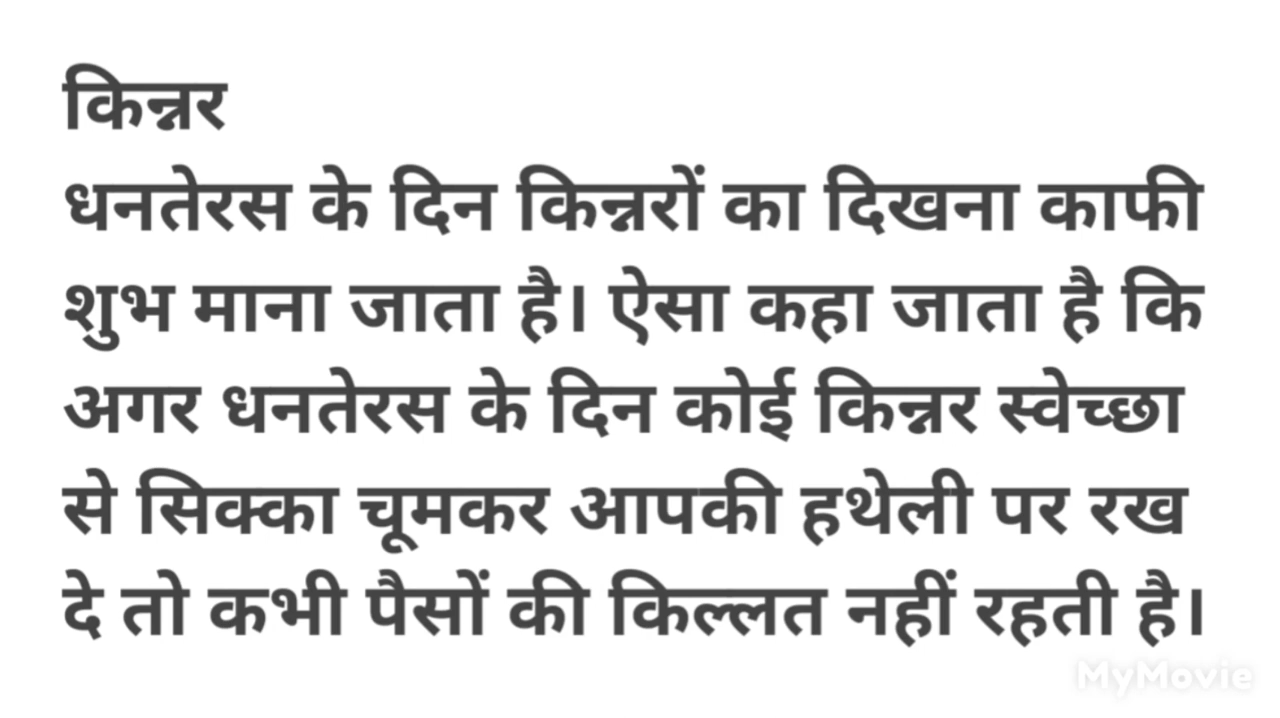 किन्नर
धनतेरस के दिन किन्नरों का दिखना काफी
शुभ माना जाता है। ऐसा कहा जाता है कि
अगर धनतेरस के दिन कोई किन्नर स्वेच्छा
से सिक्का चूमकर आपकी हथेली पर रख
दे तो कभी पैसों की किल्लत नहीं रहती है।
MyMovie